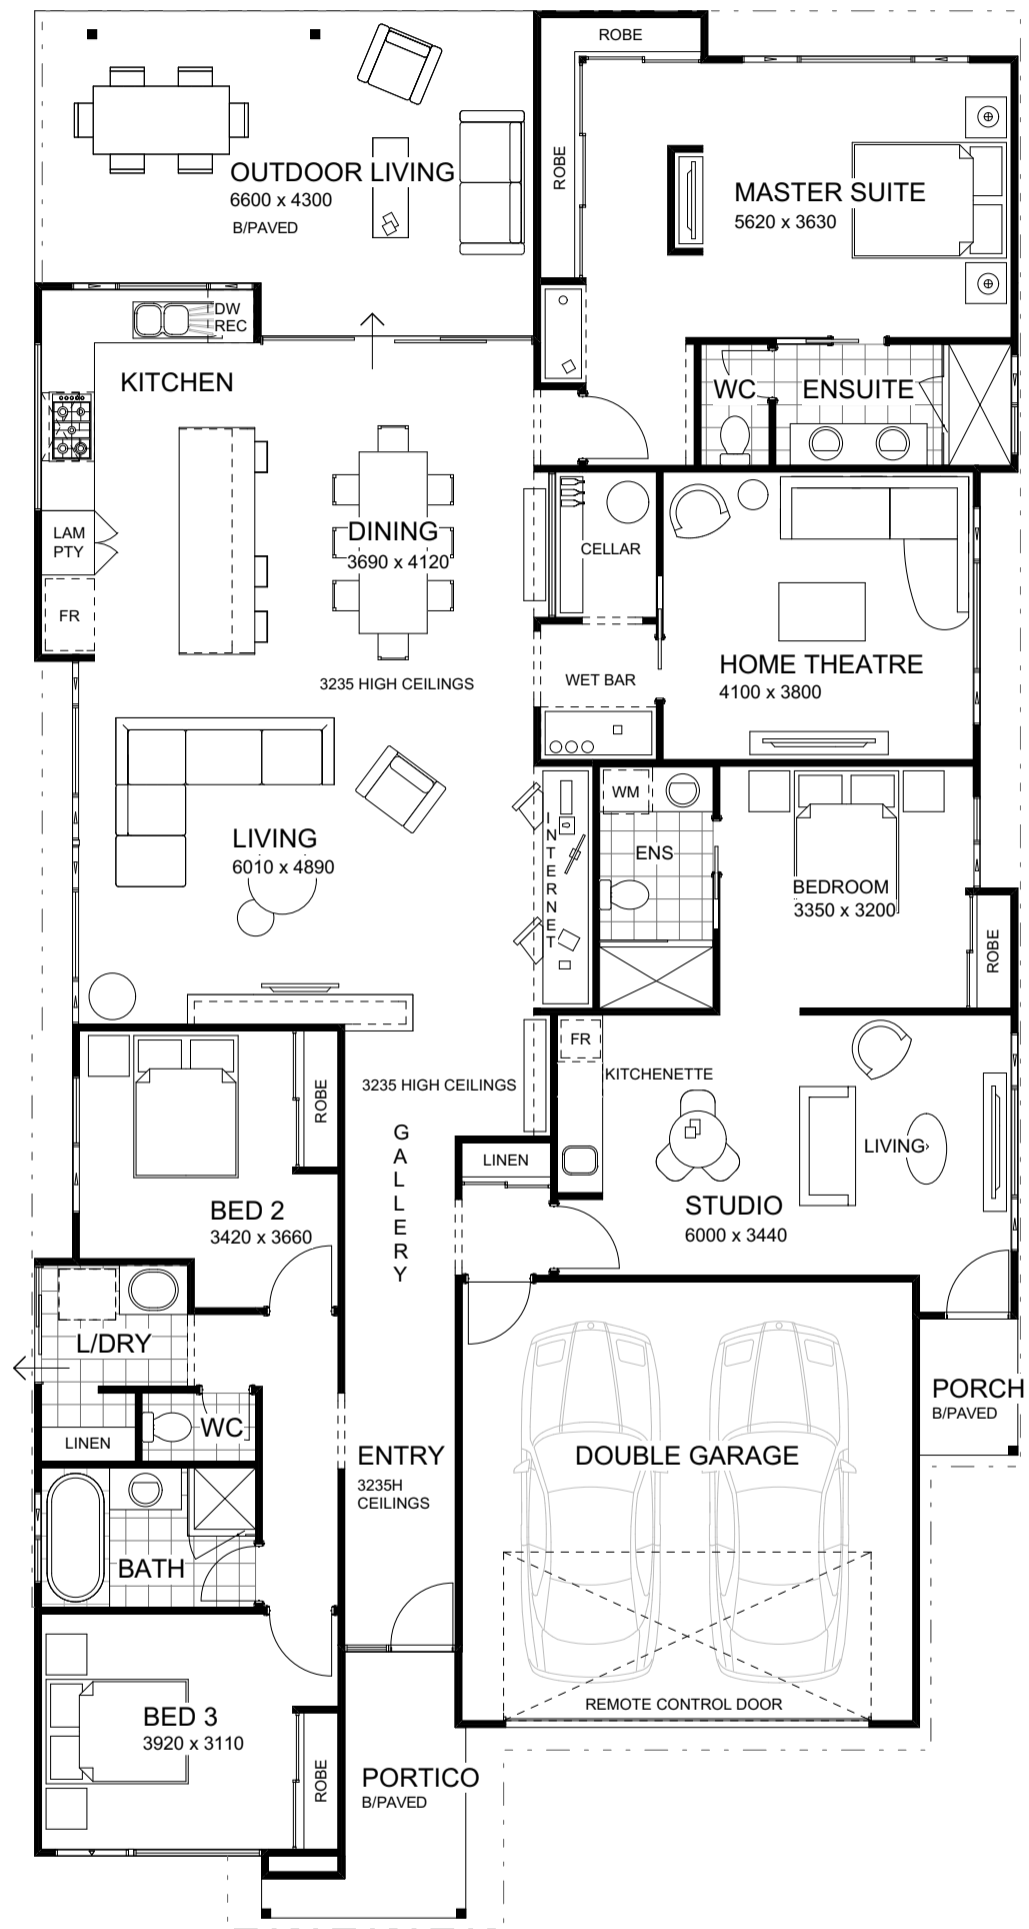 ROBE
ROBE
OUTDOOR LIVING
6600 x 4300
B/PAVED
MASTER SUITE
5620 x 3630
DW
REC
KITCHEN
WC
ENSUITE
LAM
PTY
FR
DINING
3690 x 4120
CELLAR
3235 HIGH CEILINGS
WET BAR
HOME THEATRE
4100 x 3800
LIVING
6010 x 4890
INTERNET
WM
ENS
BEDROOM
3350 x 3200
ROBE
FR
KITCHENETTE
3235 HIGH CEILINGS
ROBE
GALLERY
LINEN
LIVING
STUDIO
6000 x 3440
BED 2
3420 x 3660
L/DRY
WC
LINEN
PORCH
B/PAVED
ENTRY
3235H
CEILINGS
DOUBLE GARAGE
BATH
REMOTE CONTROL DOOR
BED 3
3920 x 3110
ROBE
PORTICO
B/PAVED